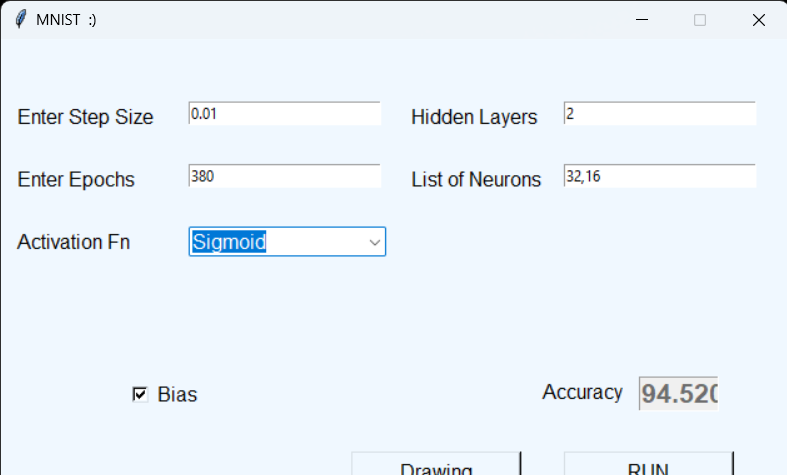 MNIST :)
Enter Step Size 0.01 Hidden Layers 2
Enter Epochs 380 List of Neurons 32,16
Activation Fn Sigmoid
Bias Accuracy 94.520
Drawing RUN